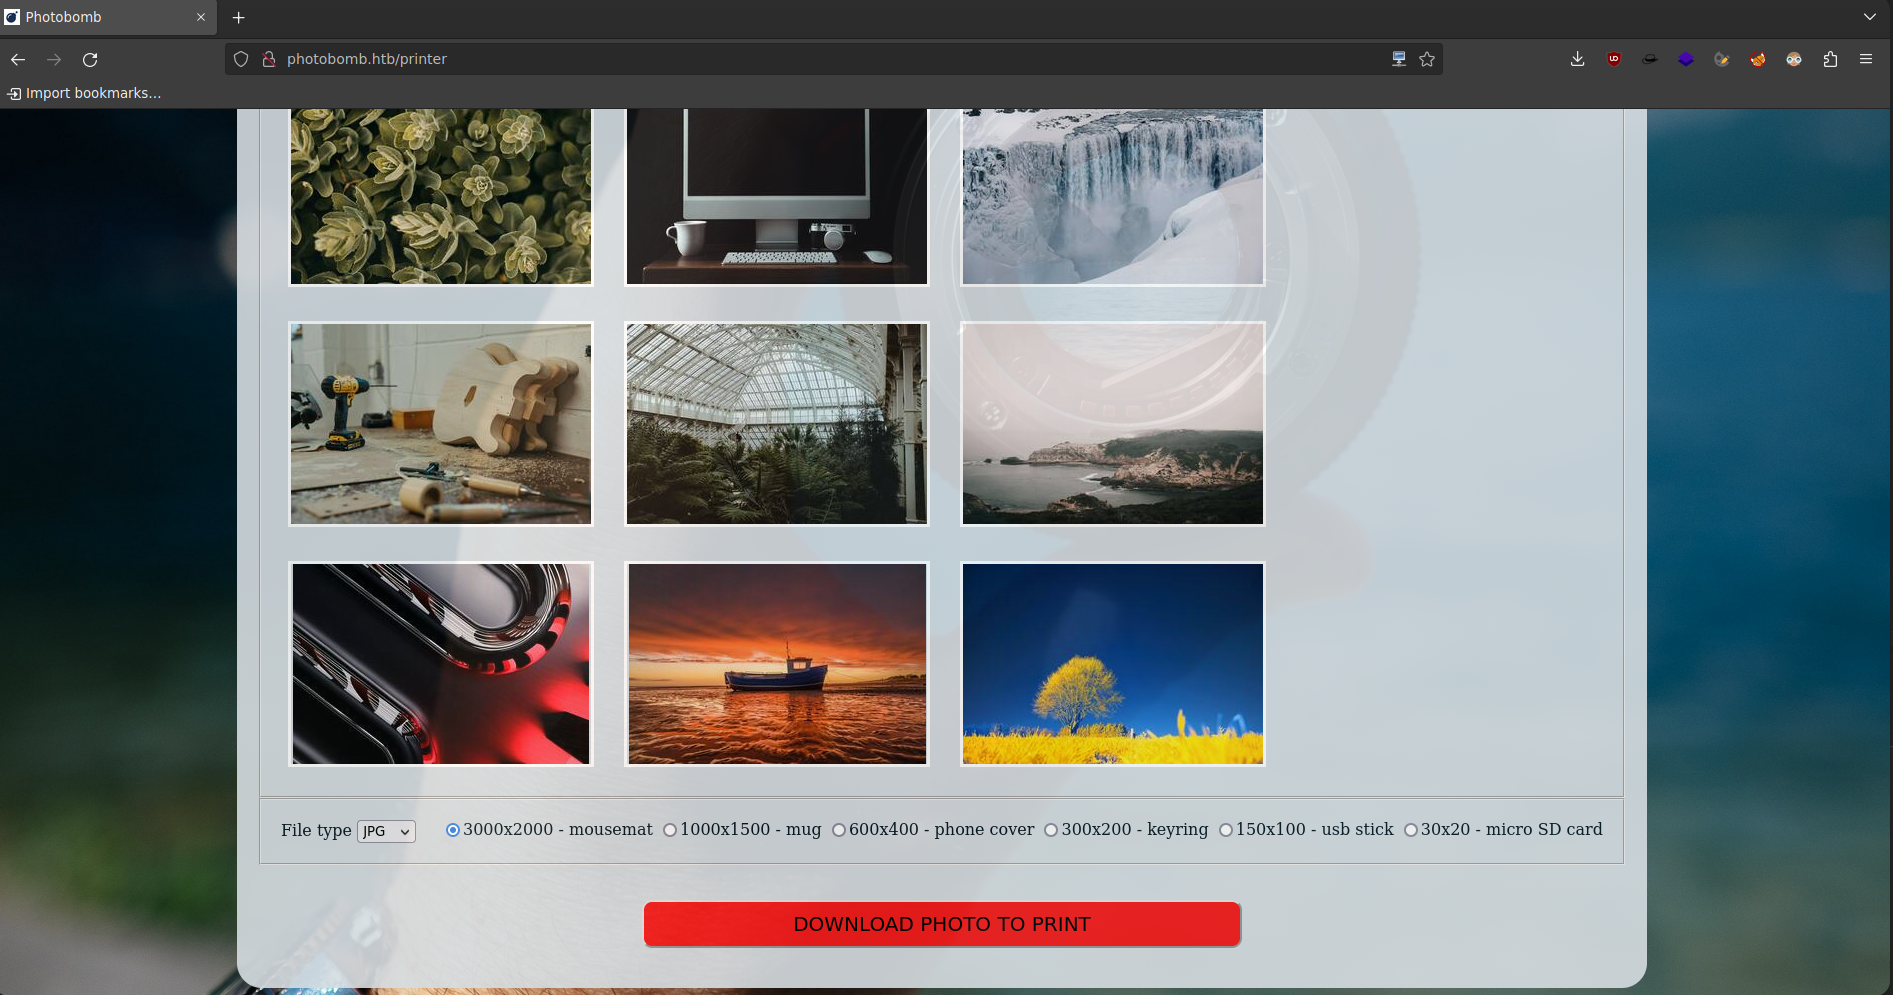 Photobomb
photobomb.htb/printer
Import bookmarks...
File type JPG 3000x2000 - mousemat 1000x1500 - mug 600x400 - phone cover 300x200 - keyring 150x100 - usb stick 30x20 - micro SD card
DOWNLOAD PHOTO TO PRINT